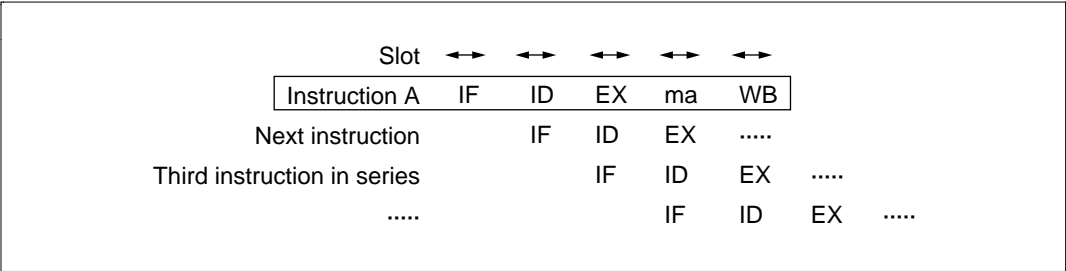 Slot
Instruction A IF ID EX ma WB
Next instruction IF ID EX .....
Third instruction in series IF ID EX .....
..... IF ID EX .....